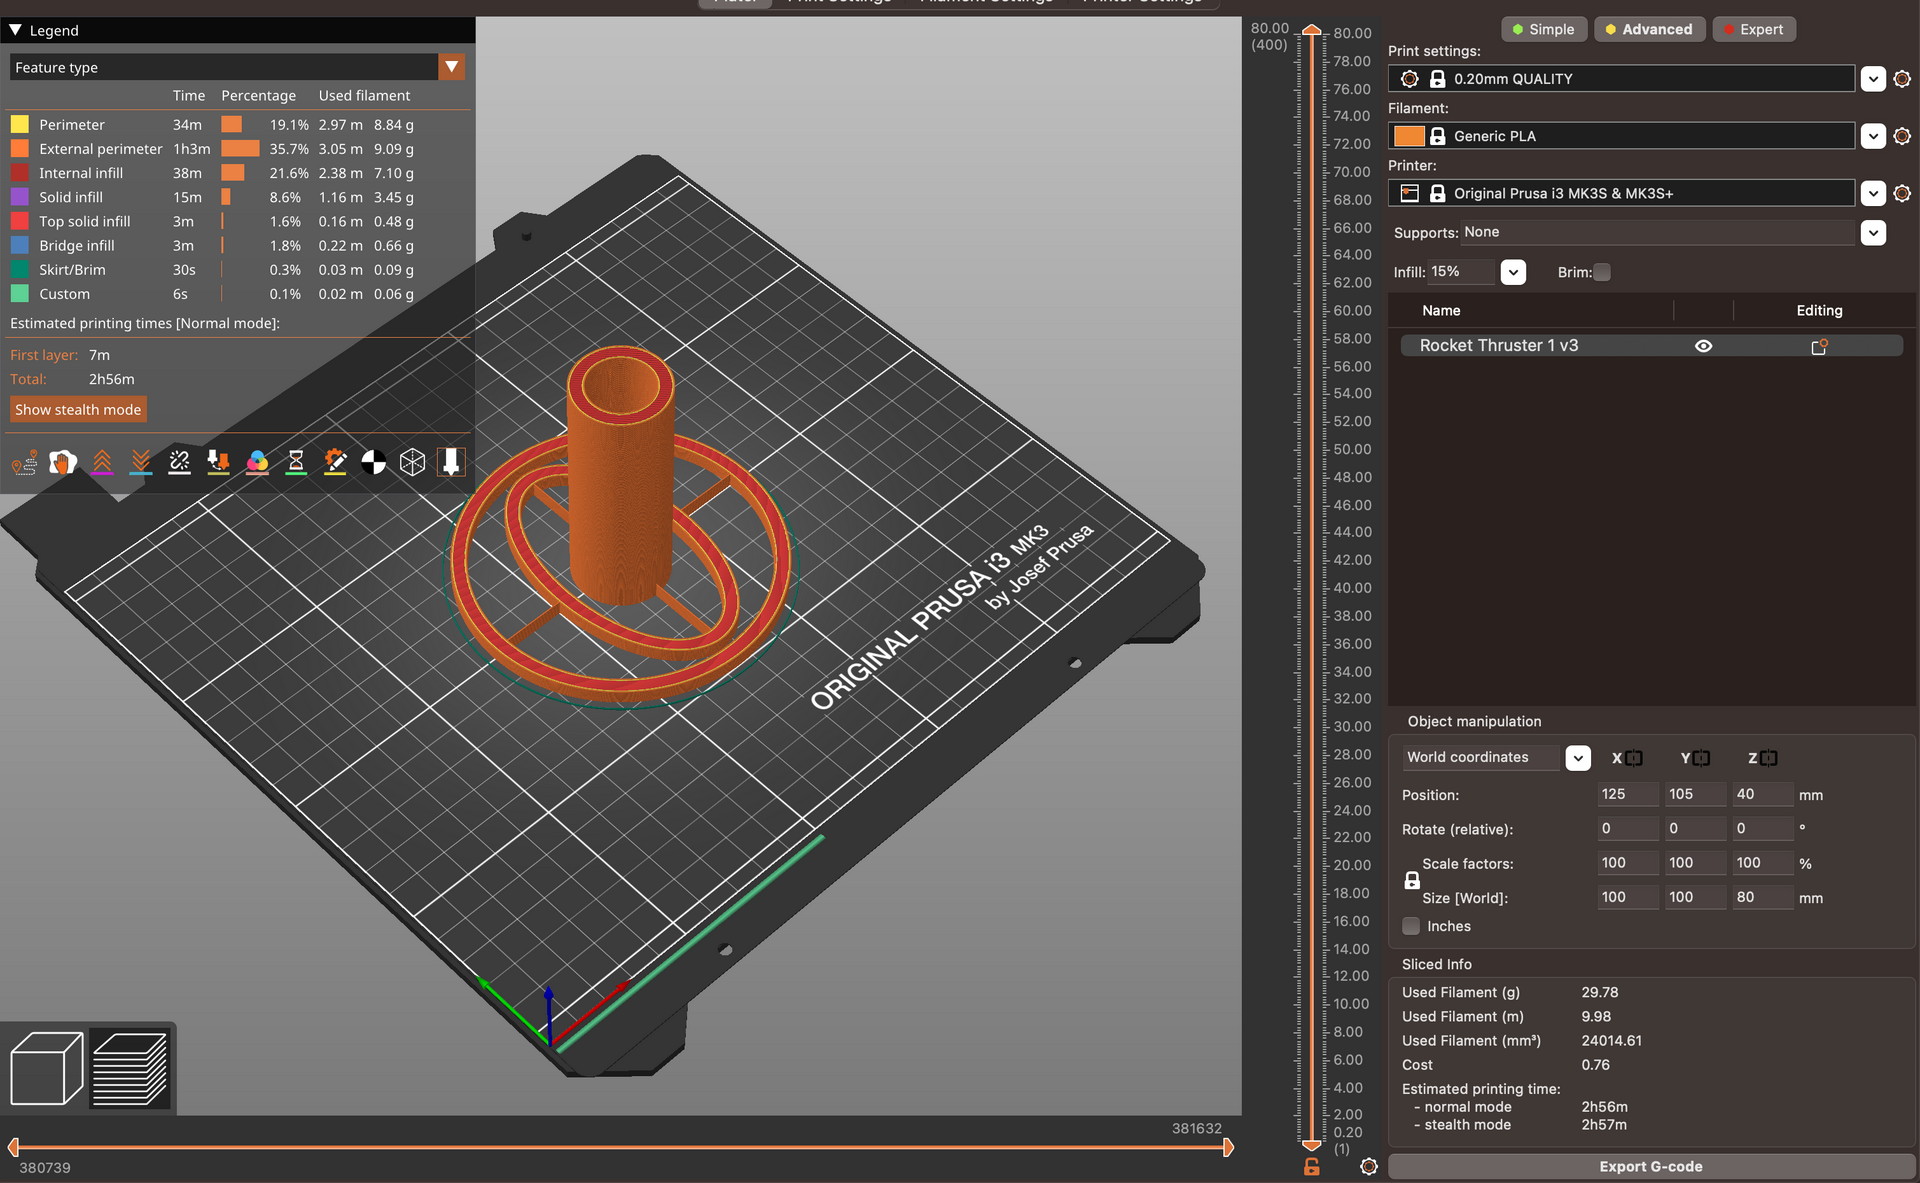 Plater Print Settings Filament Settings Printer Settings
Legend
Feature type
Time Percentage Used filament
Perimeter 34m 19.1% 2.97 m 8.84 g
External perimeter 1h3m 35.7% 3.05 m 9.09 g
Internal infill 38m 21.6% 2.38 m 7.10 g
Solid infill 15m 8.6% 1.16 m 3.45 g
Top solid infill 3m 1.6% 0.16 m 0.48 g
Bridge infill 3m 1.8% 0.22 m 0.66 g
Skirt/Brim 30s 0.3% 0.03 m 0.09 g
Custom 6s 0.1% 0.02 m 0.06 g
Estimated printing times [Normal mode]:
First layer: 7m
Total: 2h56m
Show stealth mode
ORIGINAL PRUSA i3 MK3
by Josef Prusa
381632
380739
80.00
(400)
80.00
78.00
76.00
74.00
72.00
70.00
68.00
66.00
64.00
62.00
60.00
58.00
56.00
54.00
52.00
50.00
48.00
46.00
44.00
42.00
40.00
38.00
36.00
34.00
32.00
30.00
28.00
26.00
24.00
22.00
20.00
18.00
16.00
14.00
12.00
10.00
8.00
6.00
4.00
2.00
0.20
(1)
Simple Advanced Expert
Print settings:
0.20mm QUALITY
Filament:
Generic PLA
Printer:
Original Prusa i3 MK3S & MK3S+
Supports: None
Infill: 15% Brim:
Name Editing
Rocket Thruster 1 v3
Object manipulation
World coordinates X Y Z
Position: 125 105 40 mm
Rotate (relative): 0 0 0 °
Scale factors: 100 100 100 %
Size [World]: 100 100 80 mm
Inches
Sliced Info
Used Filament (g) 29.78
Used Filament (m) 9.98
Used Filament (mm³) 24014.61
Cost 0.76
Estimated printing time:
- normal mode 2h56m
- stealth mode 2h57m
Export G-code